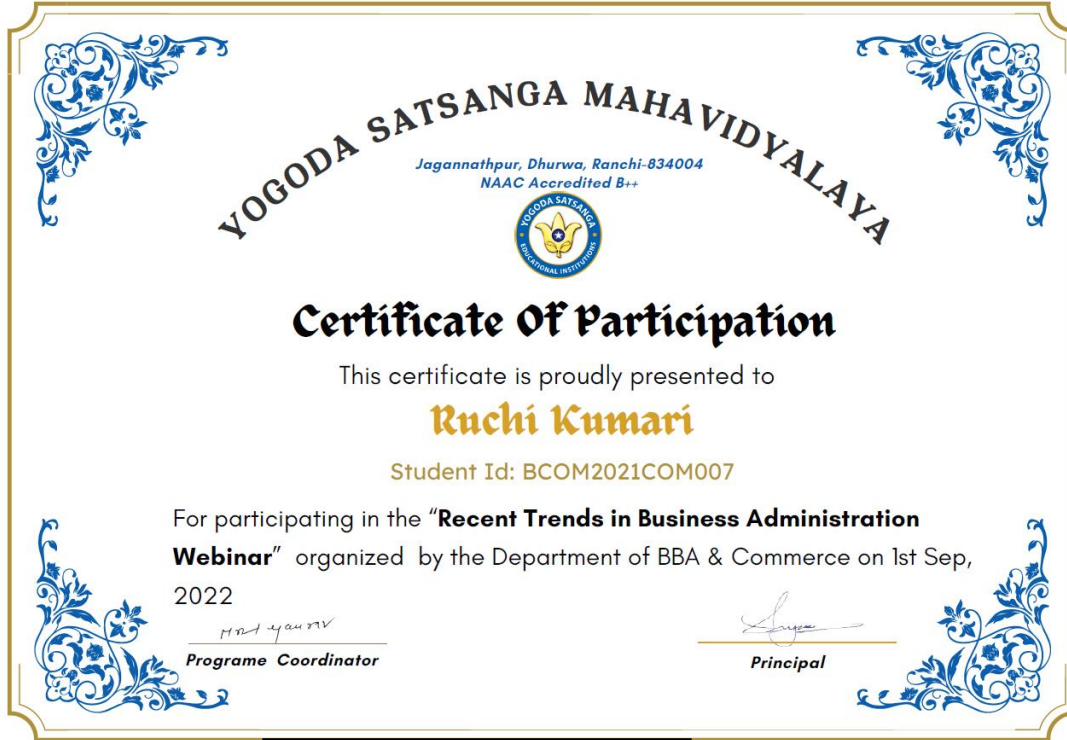 YOGODA SATSANGA MAHAVIDYALAYA
Jagannathpur, Dhurwa, Ranchi-834004
NAAC Accredited B++
YOGODA SATSANGA
EDUCATIONAL INSTITUTIONS
Certificate Of Participation
This certificate is proudly presented to
Ruchi Kumari
Student Id: BCOM2021COM007
For participating in the “Recent Trends in Business Administration
Webinar” organized by the Department of BBA & Commerce on 1st Sep,
2022
Programe Coordinator
Principal